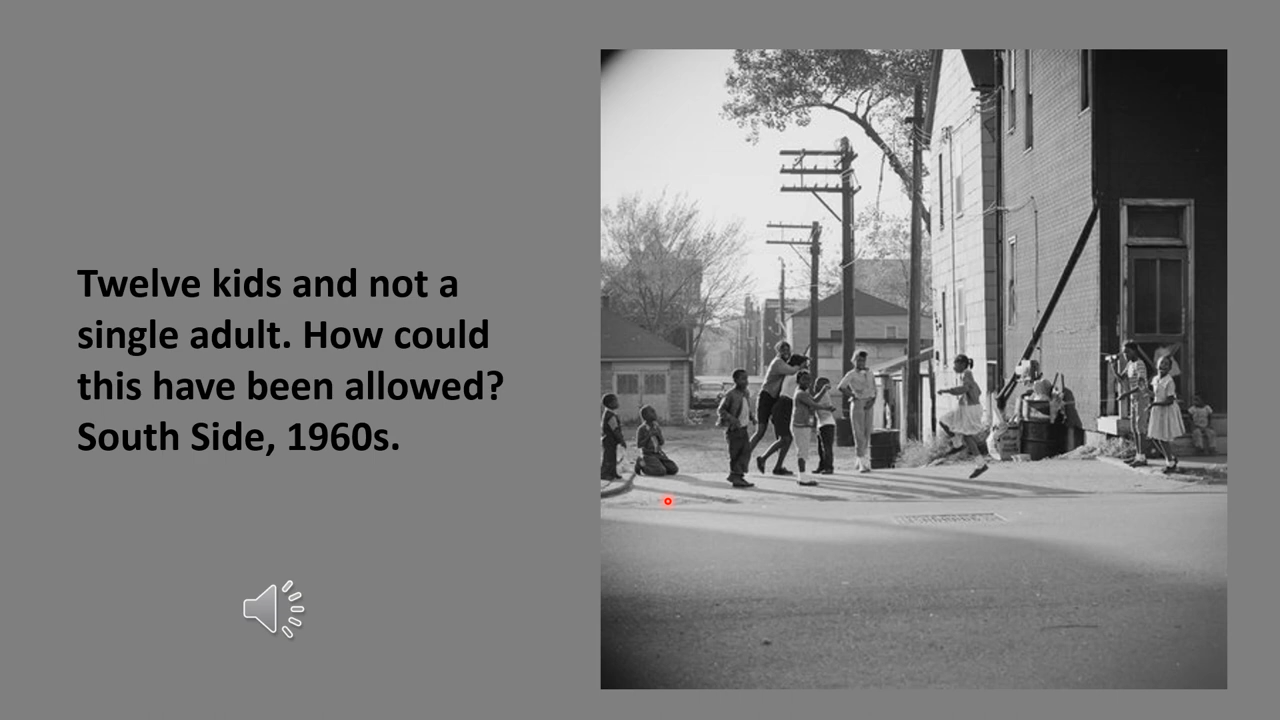 Twelve kids and not a
single adult. How could
this have been allowed?
South Side, 1960s.